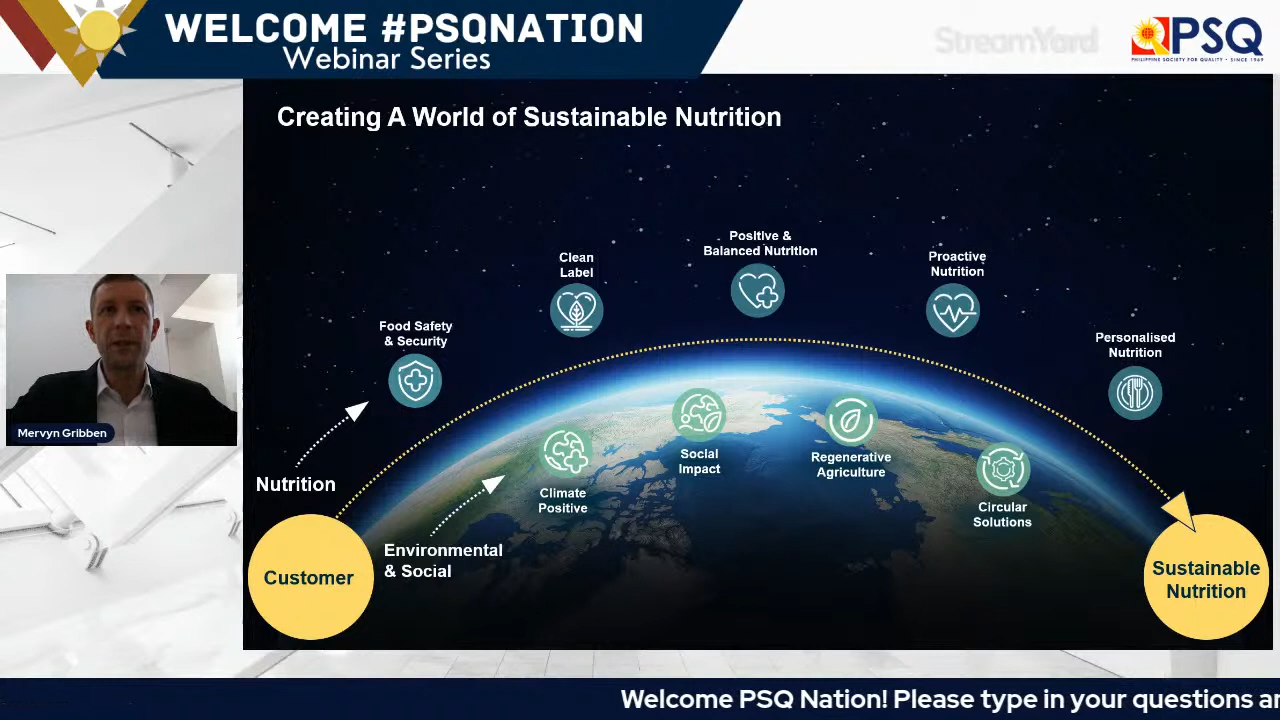 WELCOME #PSQNATION
Webinar Series
StreamYard
PSQ
PHILIPPINE SOCIETY FOR QUALITY • SINCE 1969
Creating A World of Sustainable Nutrition
Positive &
Balanced Nutrition
Clean
Label
Proactive
Nutrition
Food Safety
& Security
Personalised
Nutrition
Mervyn Gribben
Social
Impact
Regenerative
Agriculture
Nutrition
Climate
Positive
Circular
Solutions
Environmental
& Social
Customer
Sustainable
Nutrition
Welcome PSQ Nation! Please type in your questions a